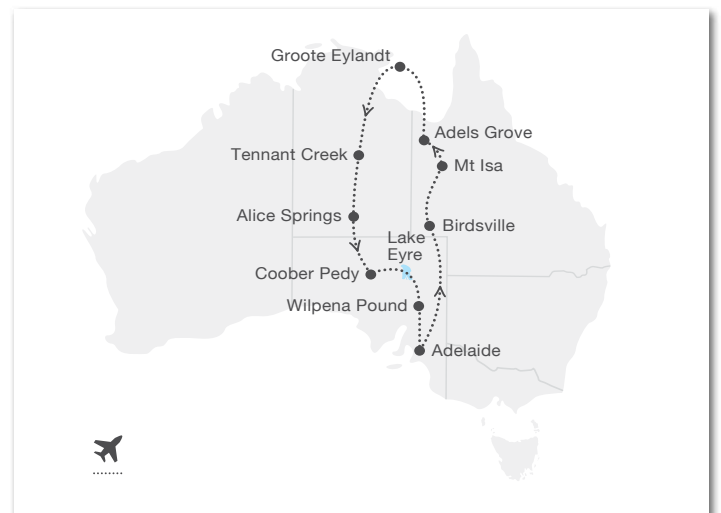 Groote Eylandt
Adels Grove
Tennant Creek
Mt Isa
Alice Springs
Birdsville
Lake
Eyre
Coober Pedy
Wilpena Pound
Adelaide